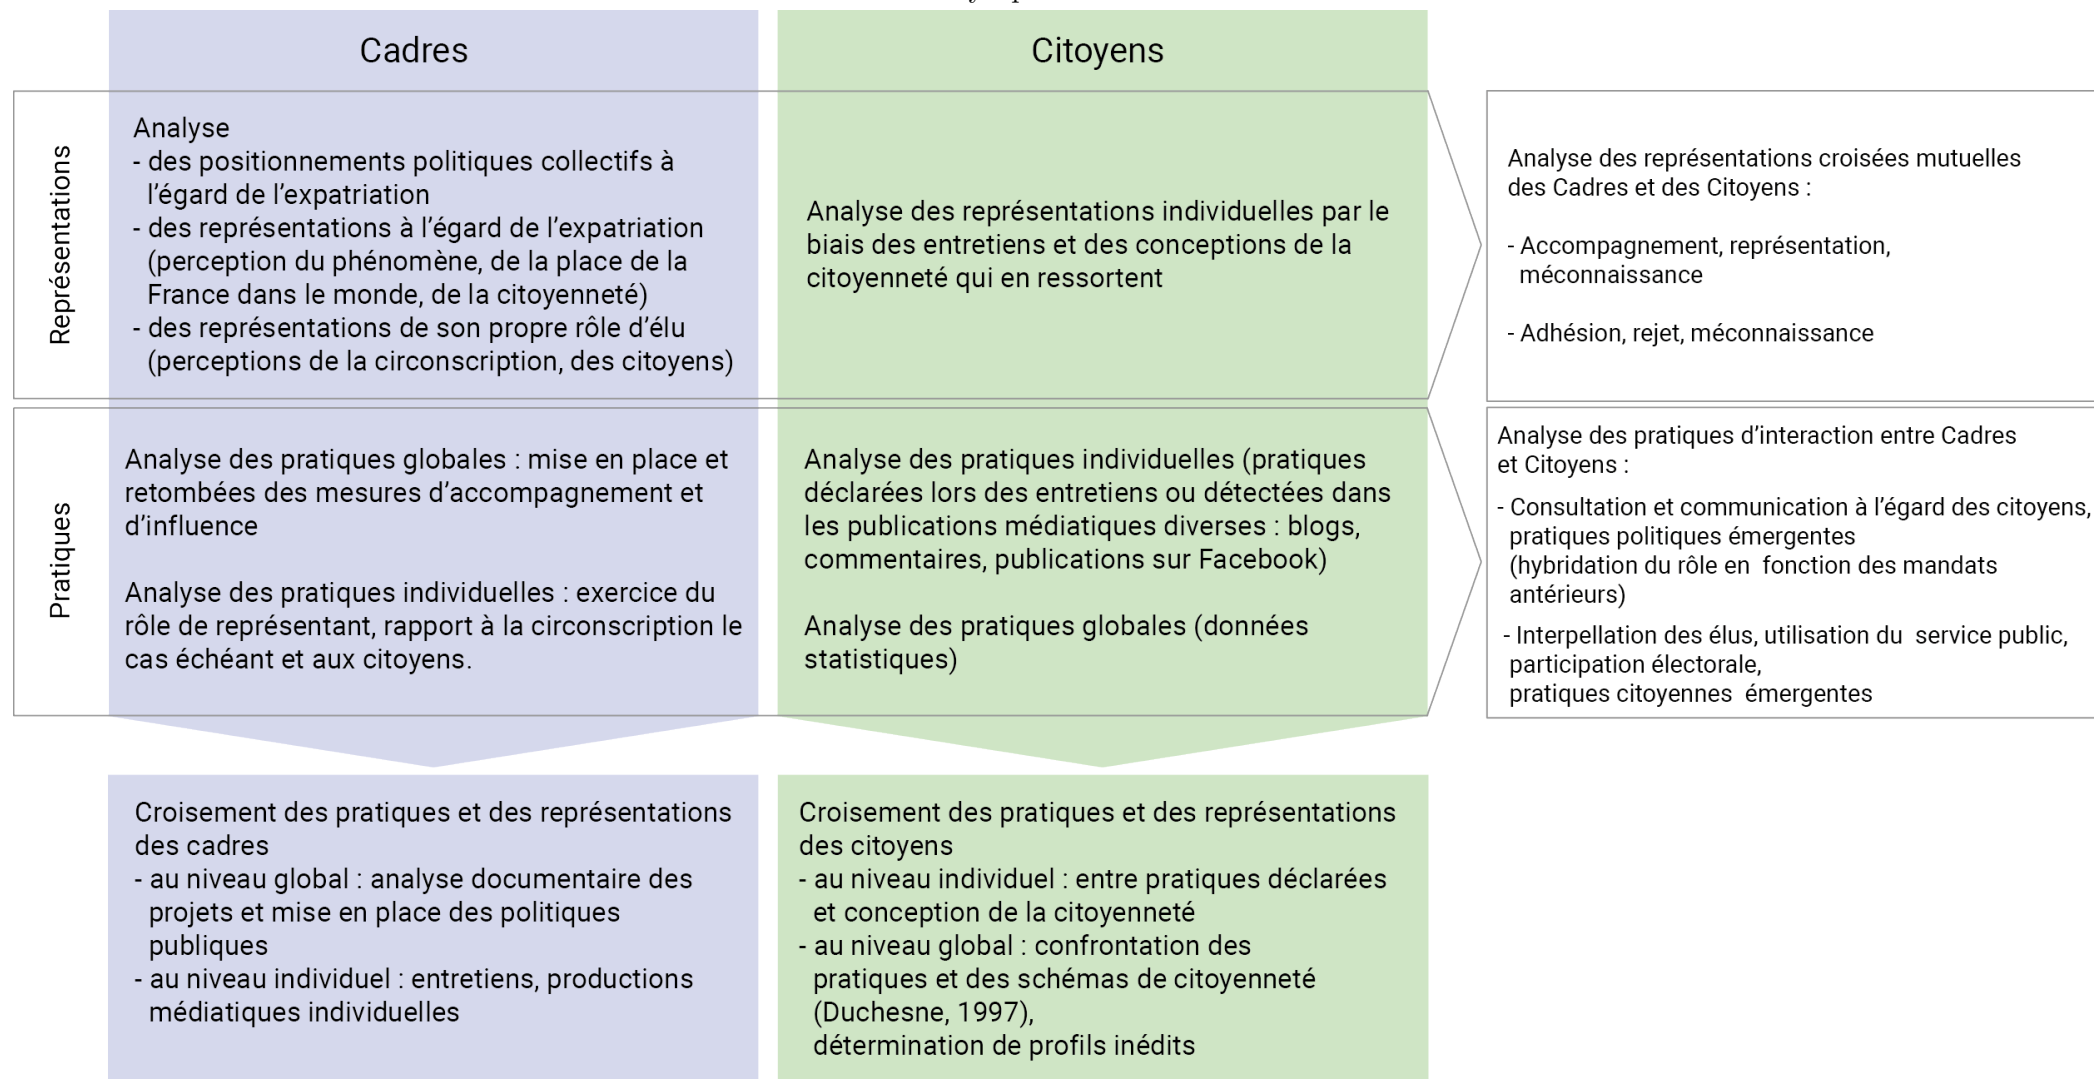 Cadres
Citoyens
Représentations
Analyse
- des positionnements politiques collectifs à
l’égard de l’expatriation
- des représentations à l’égard de l’expatriation
(perception du phénomène, de la place de la
France dans le monde, de la citoyenneté)
- des représentations de son propre rôle d’élu
(perceptions de la circonscription, des citoyens)
Analyse des représentations individuelles par le
biais des entretiens et des conceptions de la
citoyenneté qui en ressortent
Analyse des représentations croisées mutuelles
des Cadres et des Citoyens :
- Accompagnement, représentation,
méconnaissance
- Adhésion, rejet, méconnaissance
Pratiques
Analyse des pratiques globales : mise en place et
retombées des mesures d’accompagnement et
d’influence
Analyse des pratiques individuelles : exercice du
rôle de représentant, rapport à la circonscription le
cas échéant et aux citoyens.
Analyse des pratiques individuelles (pratiques
déclarées lors des entretiens ou détectées dans
les publications médiatiques diverses : blogs,
commentaires, publications sur Facebook)
Analyse des pratiques globales (données
statistiques)
Analyse des pratiques d’interaction entre Cadres
et Citoyens :
- Consultation et communication à l’égard des citoyens,
pratiques politiques émergentes
(hybridation du rôle en fonction des mandats
antérieurs)
- Interpellation des élus, utilisation du service public,
participation électorale,
pratiques citoyennes émergentes
Croisement des pratiques et des représentations
des cadres
- au niveau global : analyse documentaire des
projets et mise en place des politiques
publiques
- au niveau individuel : entretiens, productions
médiatiques individuelles
Croisement des pratiques et des représentations
des citoyens
- au niveau individuel : entre pratiques déclarées
et conception de la citoyenneté
- au niveau global : confrontation des
pratiques et des schémas de citoyenneté
(Duchesne, 1997),
détermination de profils inédits